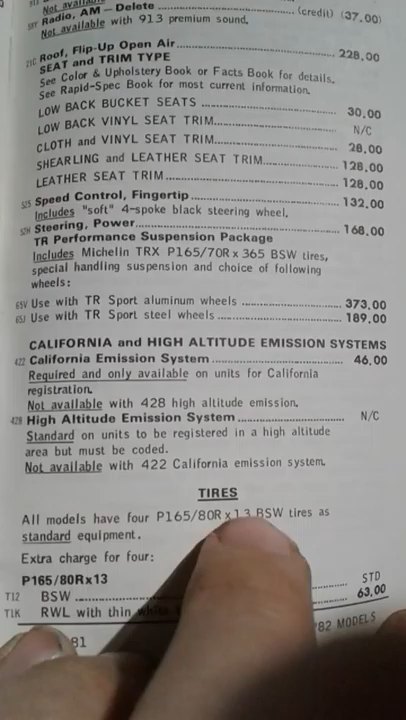 Not available
59Y Radio, AM – Delete ........ (credit) (37.00)
Not available with 913 premium sound.
21C Roof, Flip-Up Open Air ........ 228.00
SEAT and TRIM TYPE
See Color & Upholstery Book or Facts Book for details.
See Rapid-Spec Book for most current information.
LOW BACK BUCKET SEATS ........ 30.00
LOW BACK VINYL SEAT TRIM ........ N/C
CLOTH and VINYL SEAT TRIM ........ 28.00
SHEARLING and LEATHER SEAT TRIM ........ 128.00
LEATHER SEAT TRIM ........ 128.00
525 Speed Control, Fingertip ........ 132.00
Includes "soft" 4-spoke black steering wheel.
52H Steering, Power ........ 168.00
TR Performance Suspension Package
Includes Michelin TRX P165/70R x 365 BSW tires,
special handling suspension and choice of following
wheels:
65V Use with TR Sport aluminum wheels ........ 373.00
65J Use with TR Sport steel wheels ........ 189.00
CALIFORNIA and HIGH ALTITUDE EMISSION SYSTEMS
422 California Emission System ........ 46.00
Required and only available on units for California
registration.
Not available with 428 high altitude emission.
428 High Altitude Emission System ........ N/C
Standard on units to be registered in a high altitude
area but must be coded.
Not available with 422 California emission system.
TIRES
All models have four P165/80R x 13 BSW tires as
standard equipment.
Extra charge for four:
P165/80Rx13
T12 BSW ........ STD
T1K RWL with thin white ........ 63.00
81 '82 MODELS